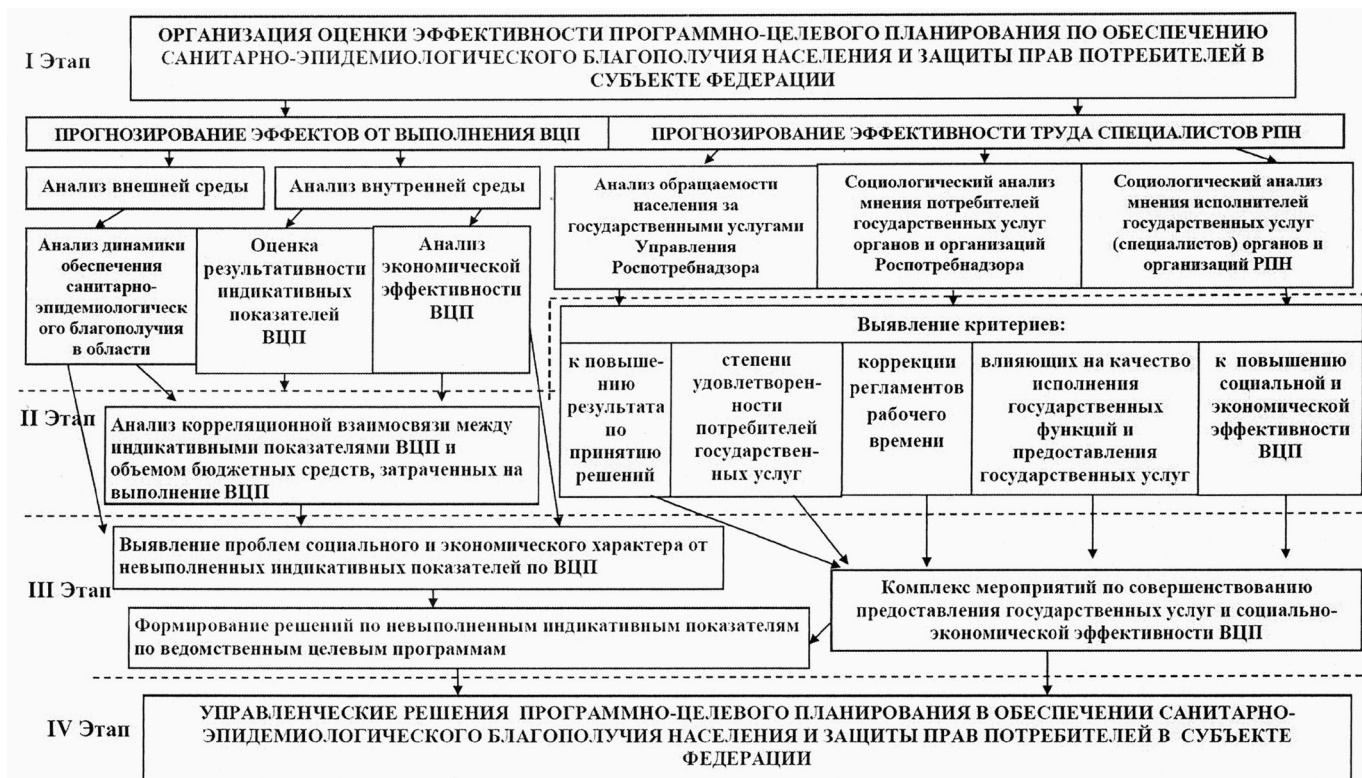 I Этап
ОРГАНИЗАЦИЯ ОЦЕНКИ ЭФФЕКТИВНОСТИ ПРОГРАММНО-ЦЕЛЕВОГО ПЛАНИРОВАНИЯ ПО ОБЕСПЕЧЕНИЮ
САНИТАРНО-ЭПИДЕМИОЛОГИЧЕСКОГО БЛАГОПОЛУЧИЯ НАСЕЛЕНИЯ И ЗАЩИТЫ ПРАВ ПОТРЕБИТЕЛЕЙ В
СУБЪЕКТЕ ФЕДЕРАЦИИ
ПРОГНОЗИРОВАНИЕ ЭФФЕКТОВ ОТ ВЫПОЛНЕНИЯ ВЦП
ПРОГНОЗИРОВАНИЕ ЭФФЕКТИВНОСТИ ТРУДА СПЕЦИАЛИСТОВ РПН
Анализ внешней среды
Анализ внутренней среды
Анализ обращаемости
населения за
государственными услугами
Управления
Роспотребнадзора
Социологический анализ
мнения потребителей
государственных услуг
органов и организаций
Роспотребнадзора
Социологический анализ
мнения исполнителей
государственных услуг
(специалистов) органов и
организаций РПН
Анализ динамики
обеспечения
санитарно-
эпидемиологическ
ого благополучия
в области
Оценка
результативности
индикативных
показателей
ВЦП
Анализ
экономической
эффективности
ВЦП
Выявление критериев:
к повыше-
нию
результата
по
принятию
решений
степени
удовлетворен-
ности
потребителей
государствен-
ных услуг
коррекции
регламентов
рабочего
времени
влияющих на качество
исполнения
государственных
функций и
предоставления
государственных услуг
к повышению
социальной и
экономической
эффективности
ВЦП
II Этап
Анализ корреляционной взаимосвязи между
индикативными показателями ВЦП и
объемом бюджетных средств, затраченных на
выполнение ВЦП
III Этап
Выявление проблем социального и экономического характера от
невыполненных индикативных показателей по ВЦП
Комплекс мероприятий по совершенствованию
предоставления государственных услуг и социально-
экономической эффективности ВЦП
Формирование решений по невыполненным индикативным показателям
по ведомственным целевым программам
IV Этап
УПРАВЛЕНЧЕСКИЕ РЕШЕНИЯ ПРОГРАММНО-ЦЕЛЕВОГО ПЛАНИРОВАНИЯ В ОБЕСПЕЧЕНИИ САНИТАРНО-
ЭПИДЕМИОЛОГИЧЕСКОГО БЛАГОПОЛУЧИЯ НАСЕЛЕНИЯ И ЗАЩИТЫ ПРАВ ПОТРЕБИТЕЛЕЙ В СУБЪЕКТЕ
ФЕДЕРАЦИИ